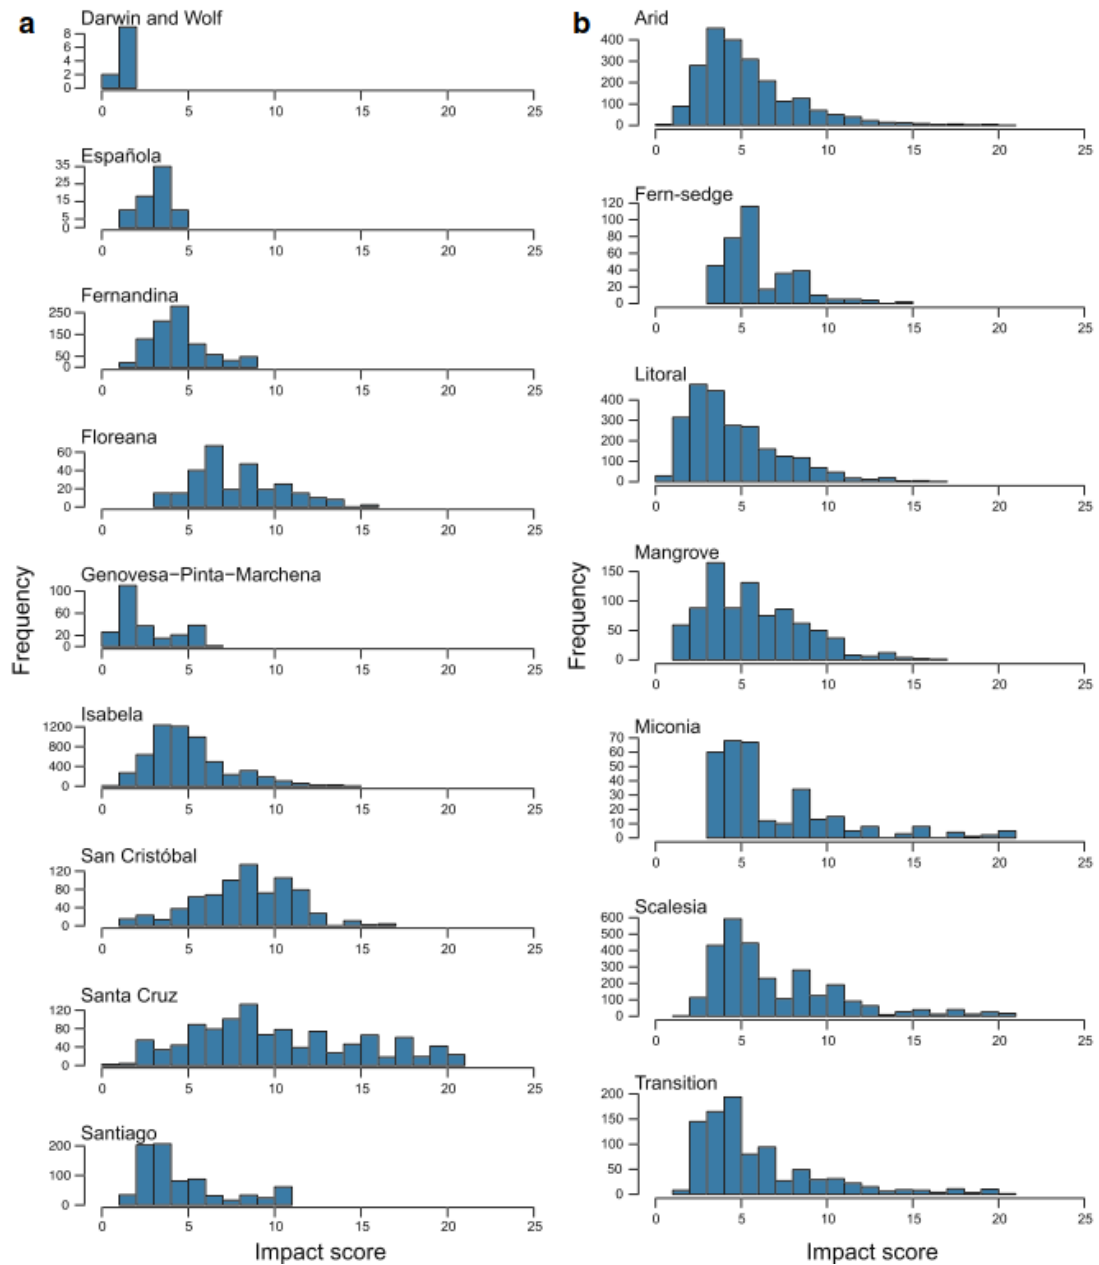 a
Darwin and Wolf
8
6
4
2
0
0 5 10 15 20 25
Española
35
25
15
5
0
0 5 10 15 20 25
Fernandina
250
150
50
0
0 5 10 15 20 25
Floreana
60
40
20
0
0 5 10 15 20 25
Genovesa−Pinta−Marchena
100
60
20
0
0 5 10 15 20 25
Isabela
1200
800
400
0
0 5 10 15 20 25
San Cristóbal
120
80
40
0
0 5 10 15 20 25
Santa Cruz
120
80
40
0
0 5 10 15 20 25
Santiago
200
100
0
0 5 10 15 20 25
Frequency
Impact score
b
Arid
400
300
200
100
0
0 5 10 15 20 25
Fern-sedge
120
100
80
60
40
20
0
0 5 10 15 20 25
Litoral
400
300
200
100
0
0 5 10 15 20 25
Mangrove
150
100
50
0
0 5 10 15 20 25
Miconia
70
60
50
40
30
20
10
0
0 5 10 15 20 25
Scalesia
600
500
400
300
200
100
0
0 5 10 15 20 25
Transition
200
150
100
50
0
0 5 10 15 20 25
Frequency
Impact score